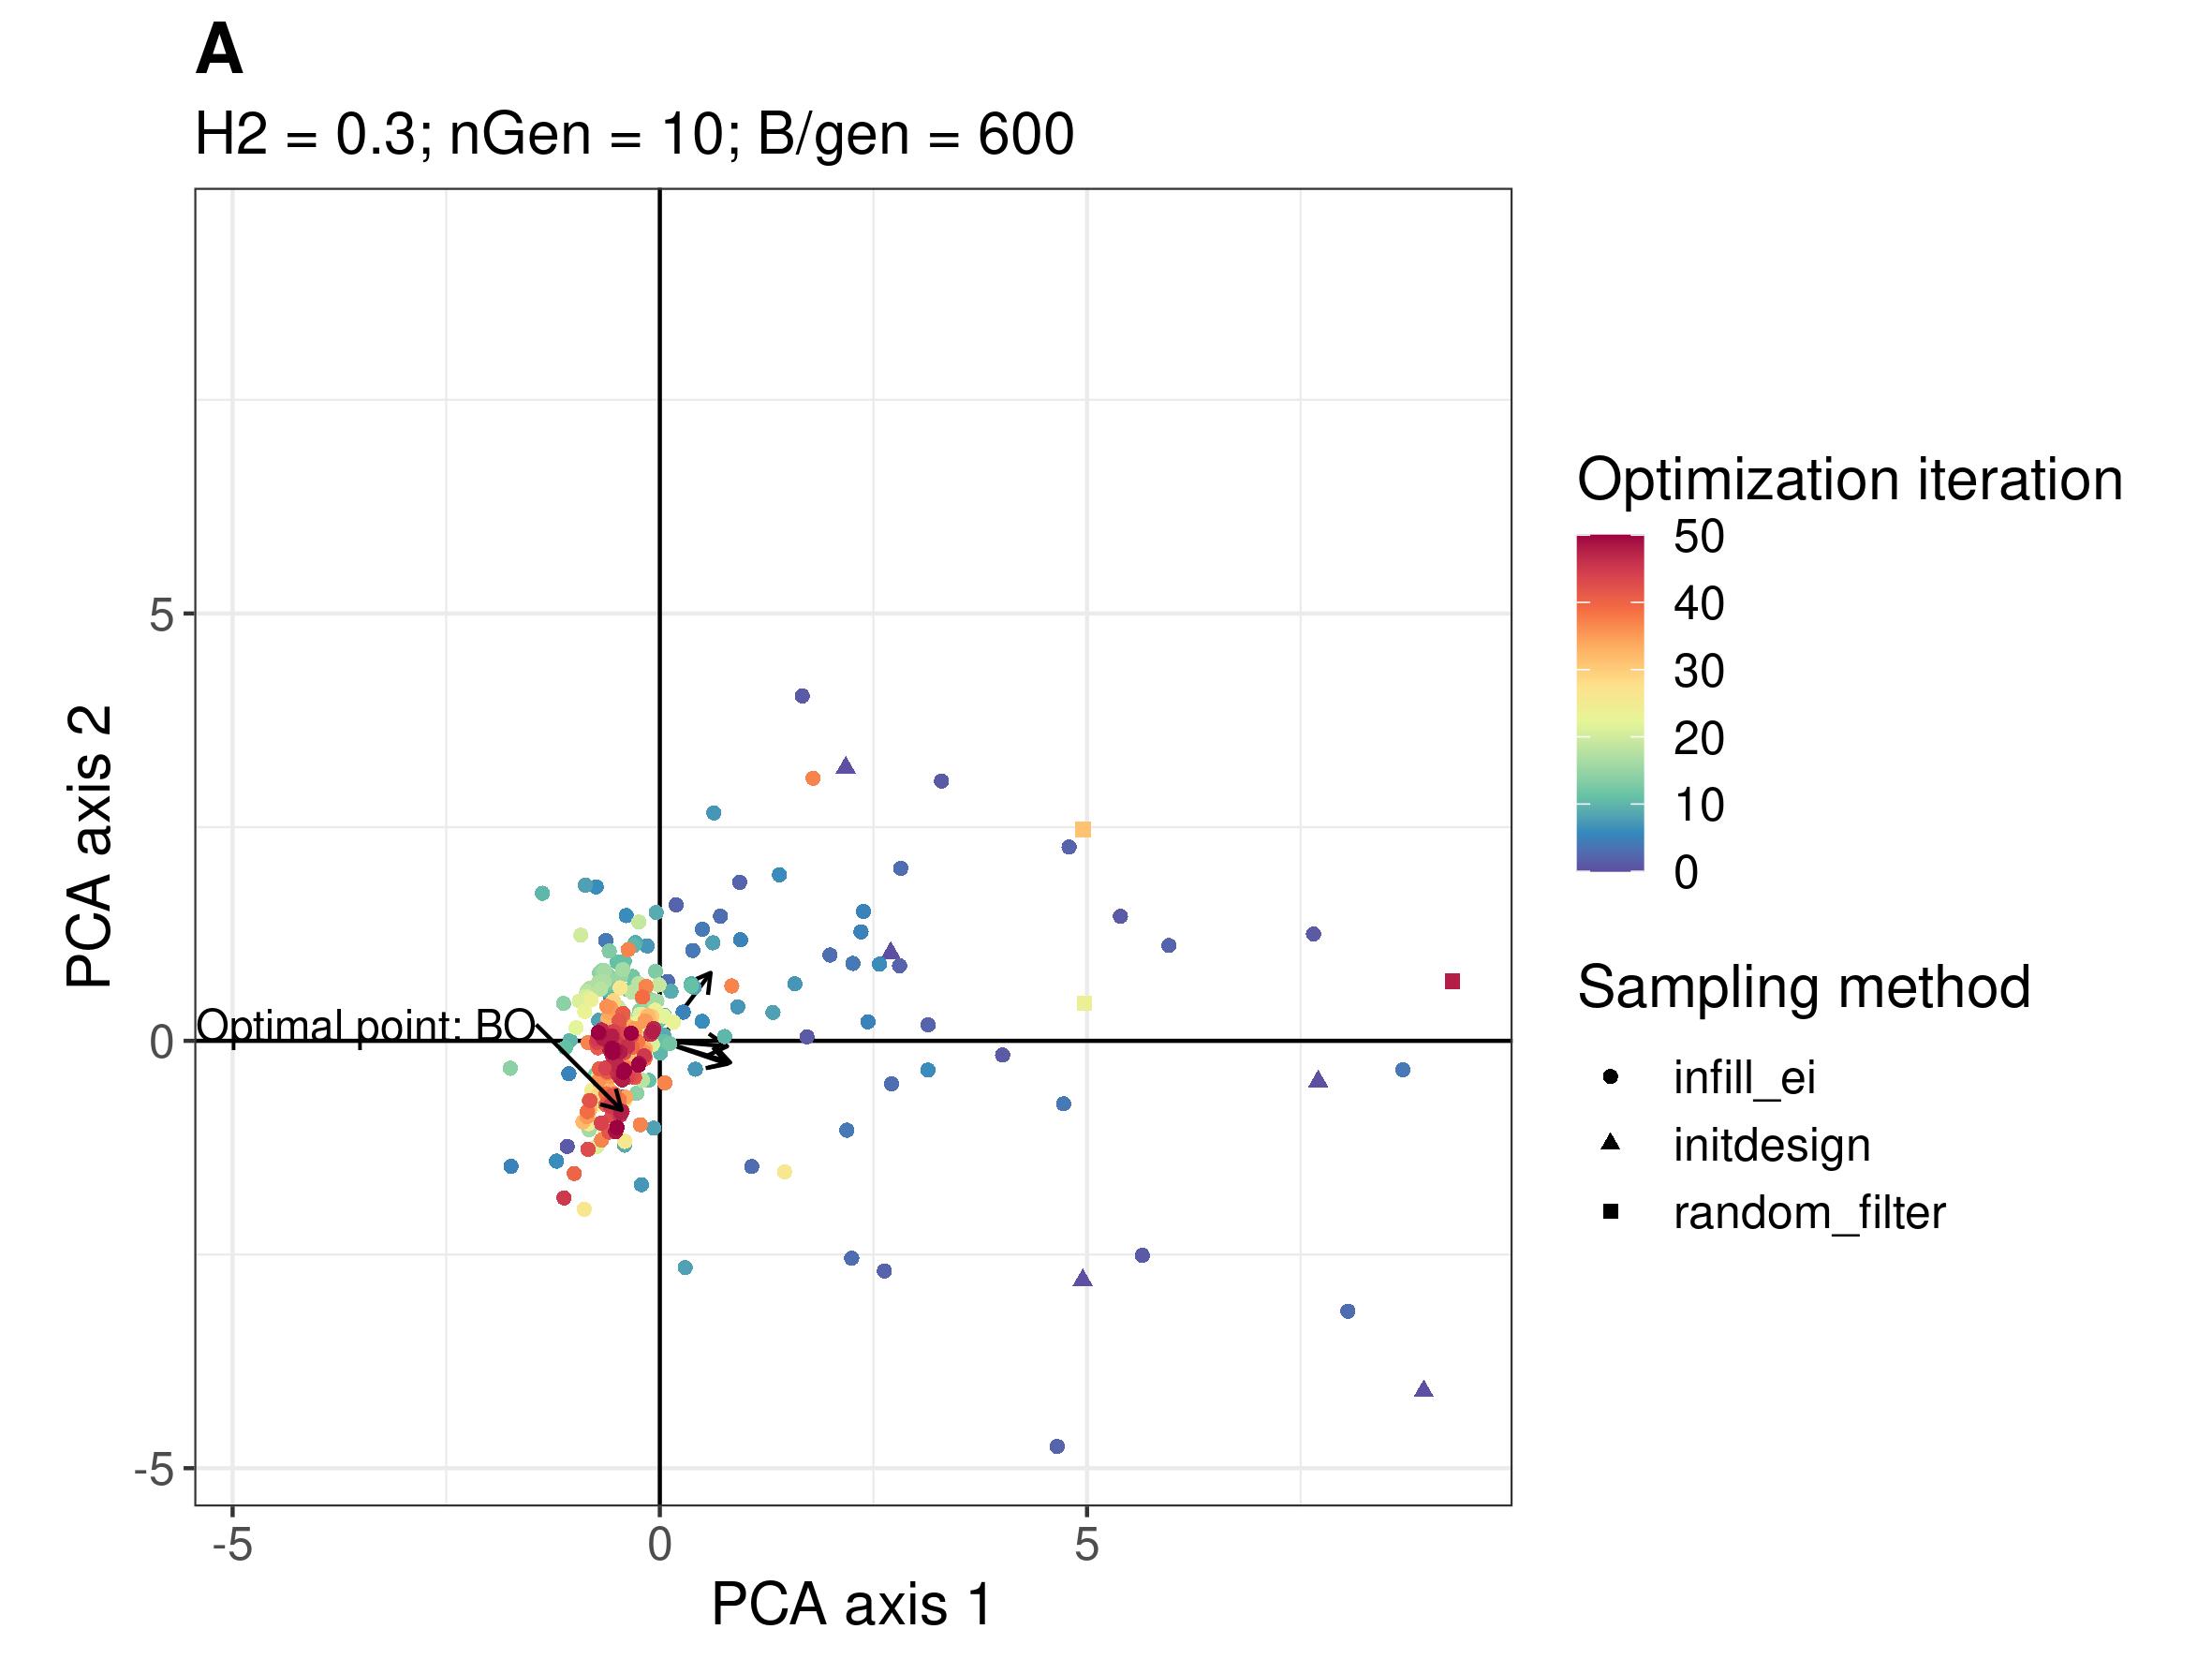 A
H2 = 0.3; nGen = 10; B/gen = 600
PCA axis 2
5
0
-5
Optimal point: BO
-5
0
5
PCA axis 1
Optimization iteration
50
40
30
20
10
0
Sampling method
infill_ei
initdesign
random_filter